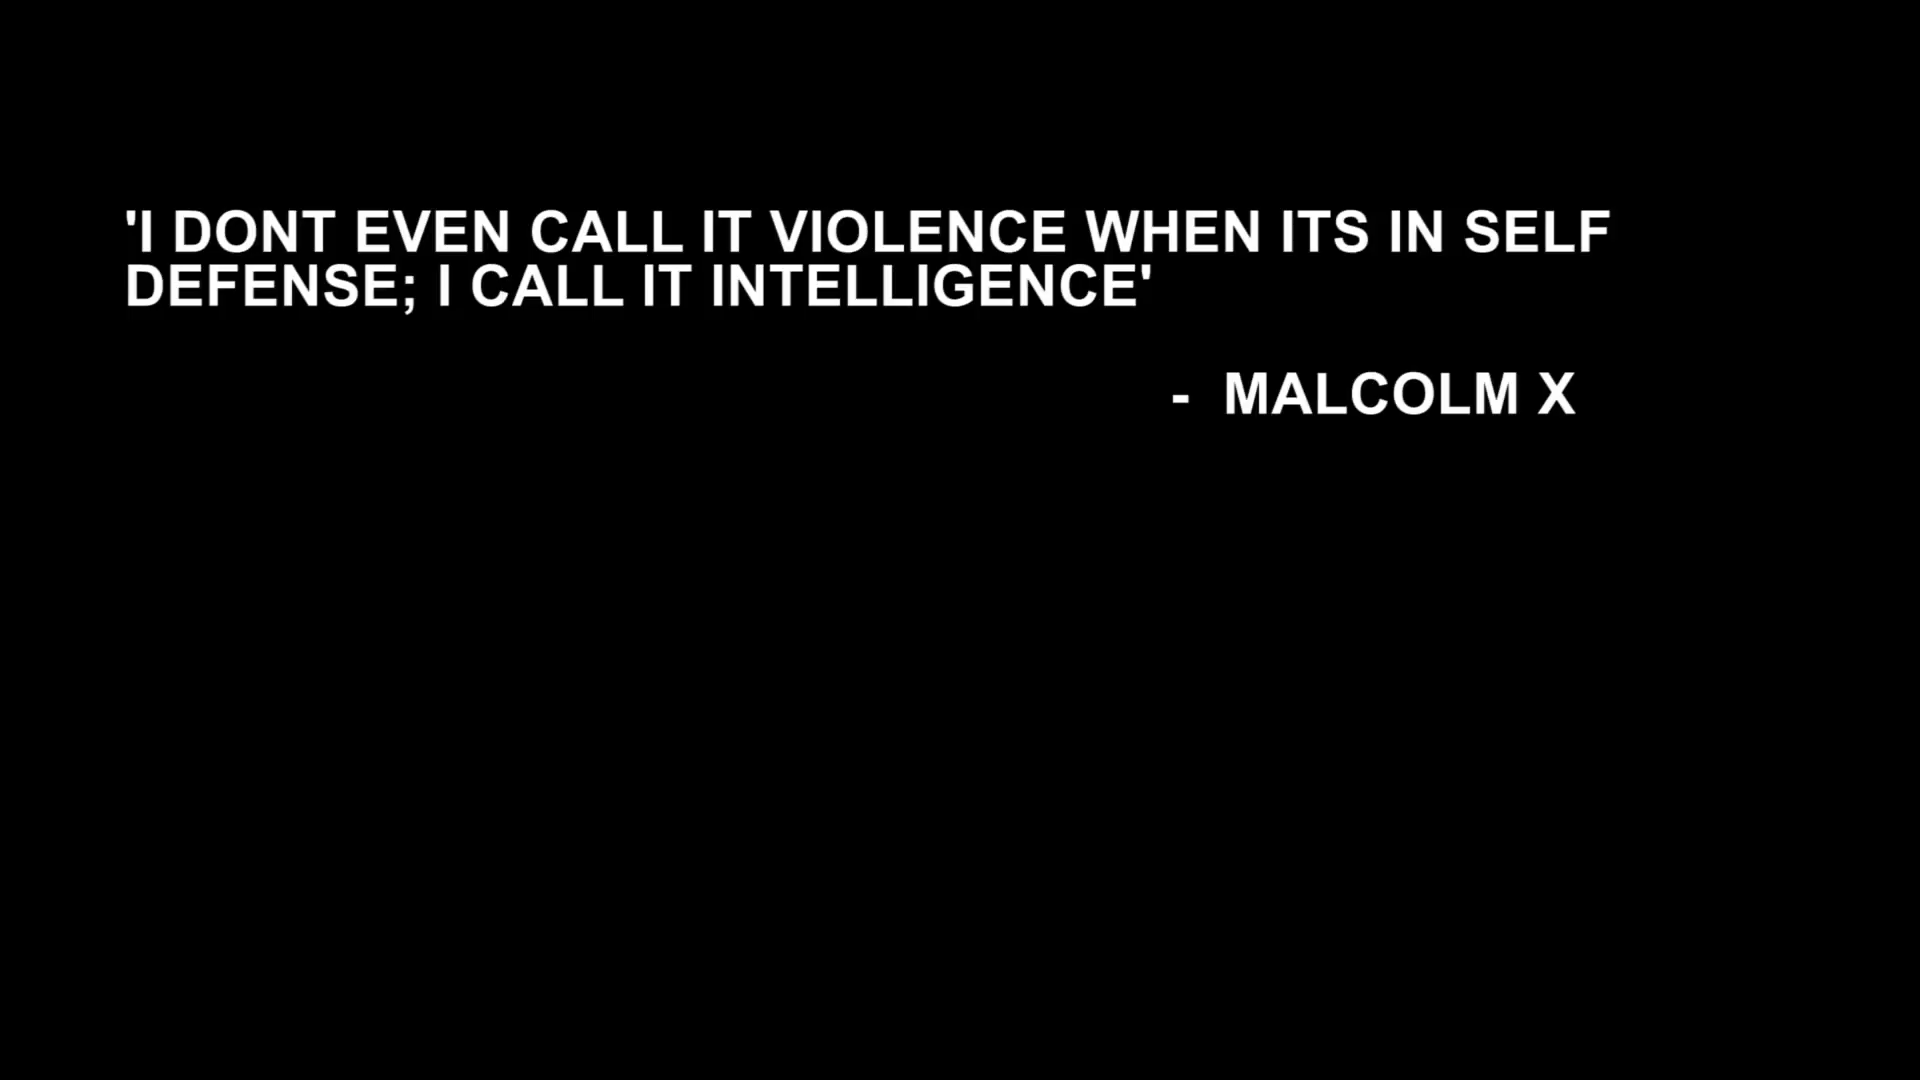 'I DONT EVEN CALL IT VIOLENCE WHEN ITS IN SELF
DEFENSE; I CALL IT INTELLIGENCE'
- MALCOLM X